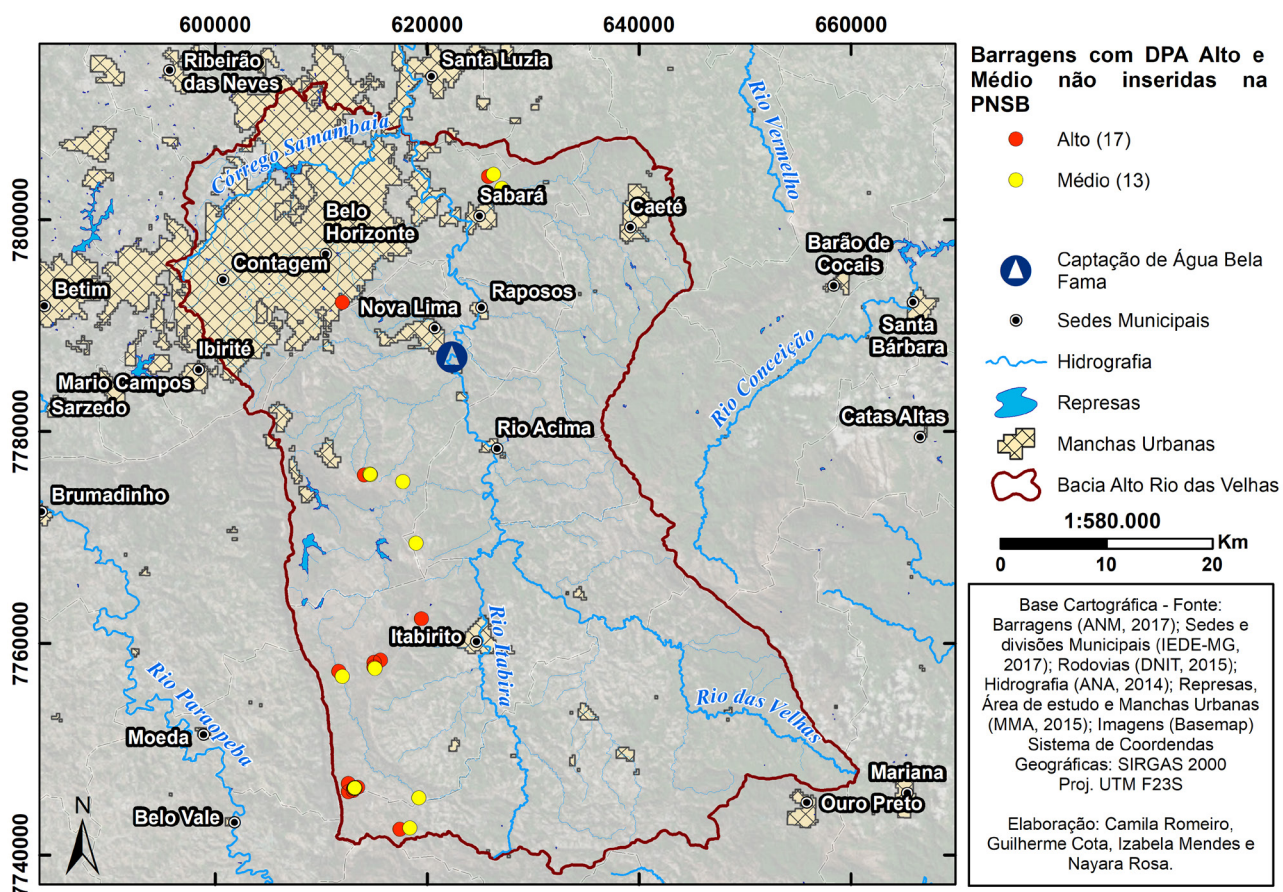 600000
620000
640000
660000
Ribeirão
das Neves
Santa Luzia
Corrego Samambaia
Rio Vermelho
7800000
Sabará
Caeté
Belo
Horizonte
Contagem
Barão de
Cocais
Betim
Nova Lima
Raposos
Santa
Bárbara
Ibirité
Mario Campos
Sarzedo
Rio Conceição
Catas Altas
7780000
Rio Acima
Brumadinho
7760000
Itabirito
Rio Itabira
Rio Paraopeba
Rio das Velhas
Moeda
Mariana
Ouro Preto
Belo Vale
N
7740000
Barragens com DPA Alto e
Médio não inseridas na
PNSB
Alto (17)
Médio (13)
Captação de Água Bela
Fama
Sedes Municipais
Hidrografia
Represas
Manchas Urbanas
Bacia Alto Rio das Velhas
1:580.000
Km
0 10 20
Base Cartográfica - Fonte:
Barragens (ANM, 2017); Sedes e
divisões Municipais (IEDE-MG,
2017); Rodovias (DNIT, 2015);
Hidrografia (ANA, 2014); Represas,
Área de estudo e Manchas Urbanas
(MMA, 2015); Imagens (Basemap)
Sistema de Coordendas
Geográficas: SIRGAS 2000
Proj. UTM F23S
Elaboração: Camila Romeiro,
Guilherme Cota, Izabela Mendes e
Nayara Rosa.